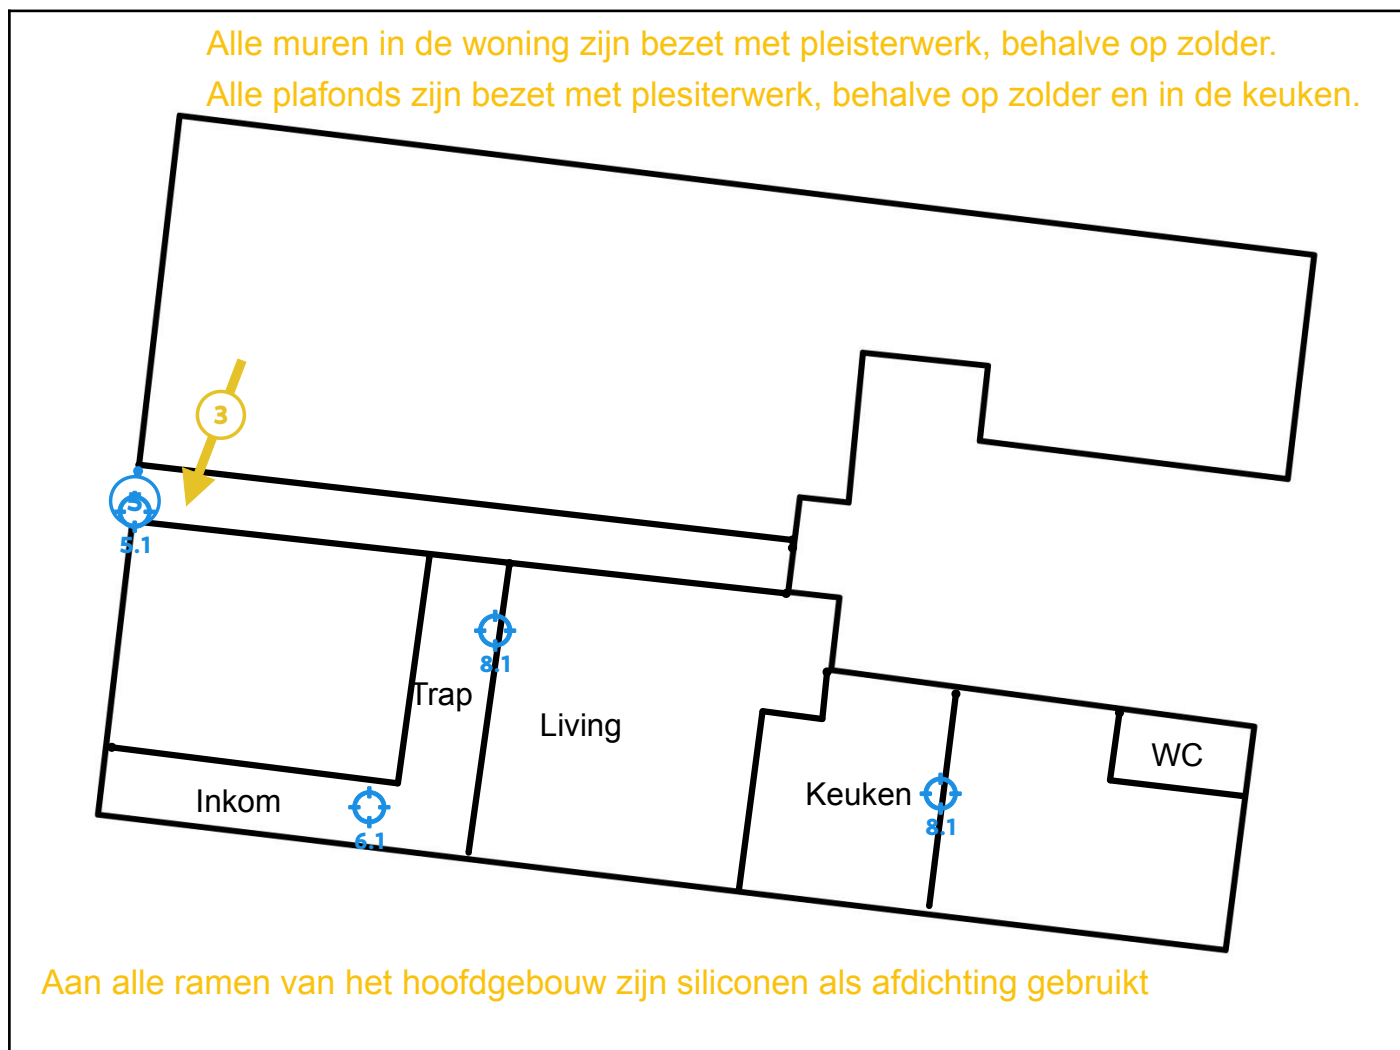 Alle muren in de woning zijn bezet met pleisterwerk, behalve op zolder.
Alle plafonds zijn bezet met plesiterwerk, behalve op zolder en in de keuken.
3
5
5.1
8.1
Trap
Living
WC
Inkom
Keuken
6.1
8.1
Aan alle ramen van het hoofdgebouw zijn siliconen als afdichting gebruikt